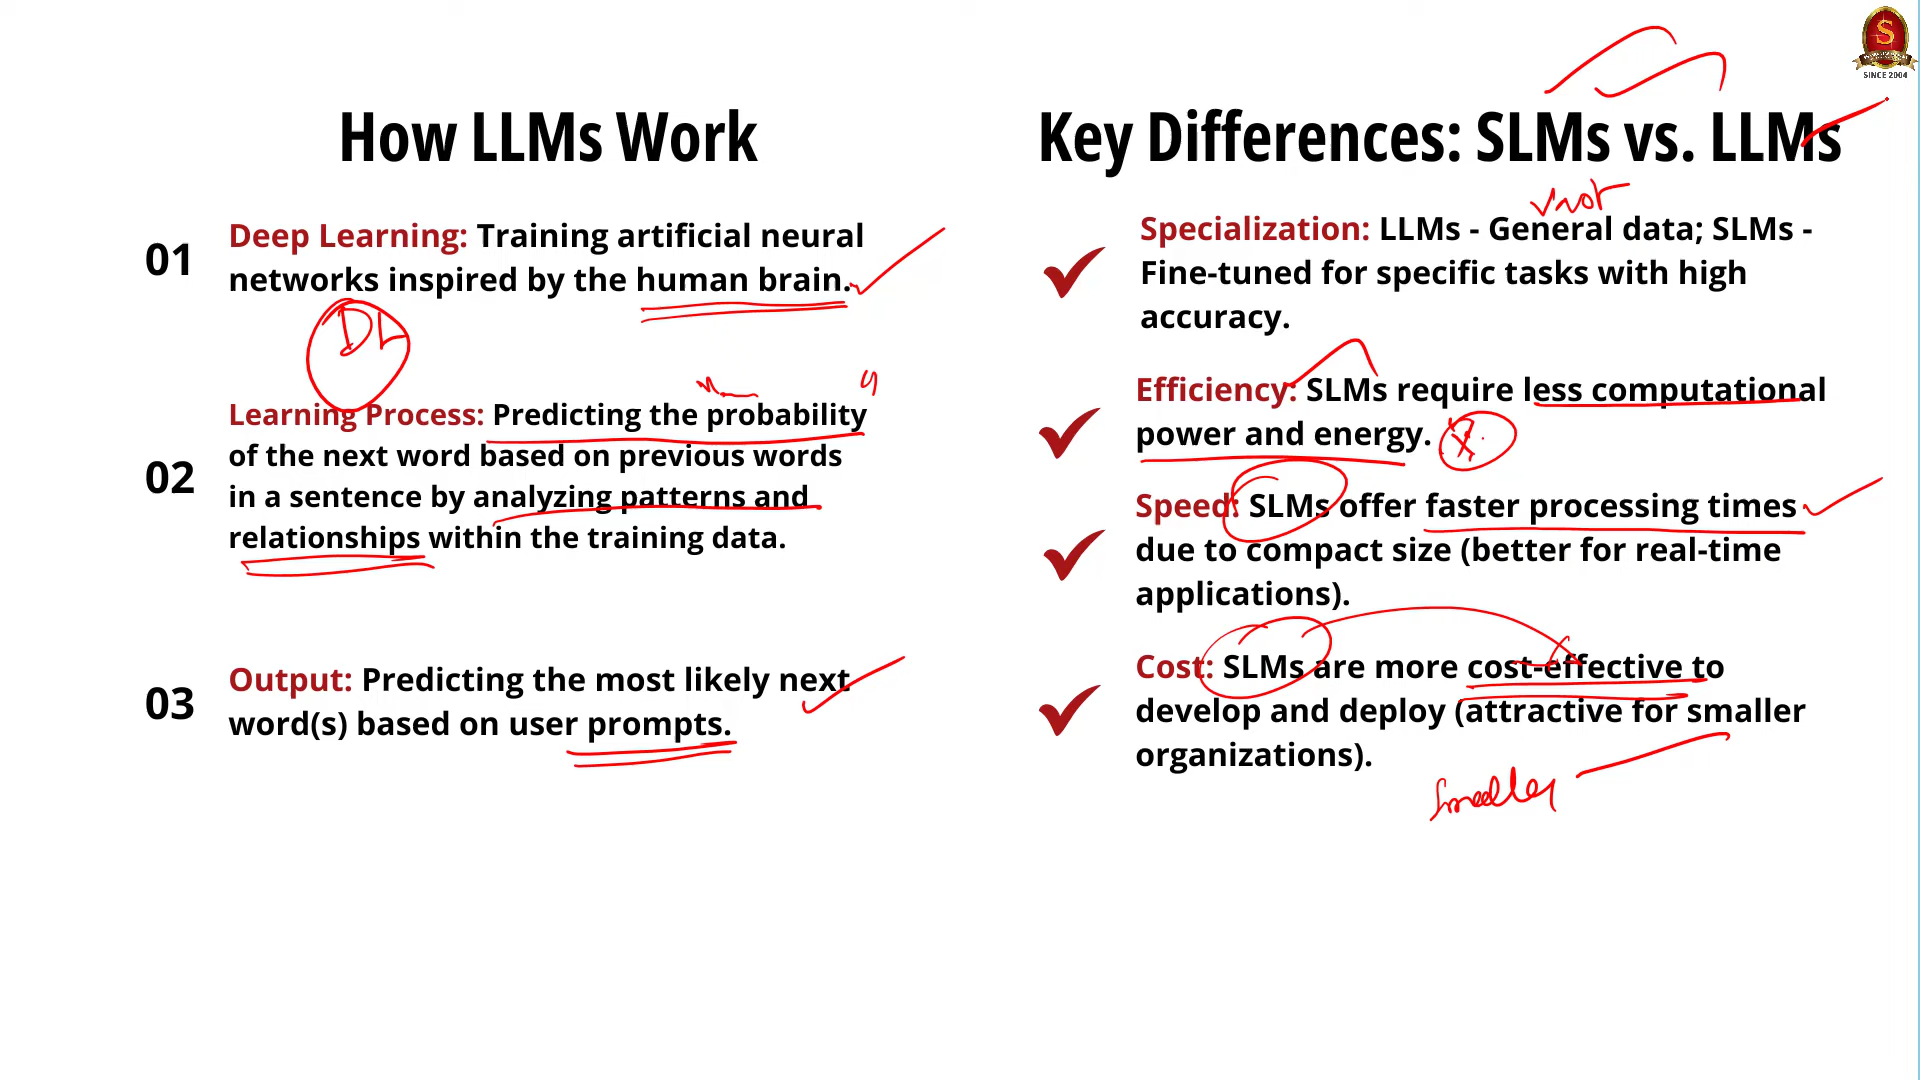 S
SINCE 2004
How LLMs Work
01
Deep Learning: Training artificial neural
networks inspired by the human brain.
DL
02
Learning Process: Predicting the probability
of the next word based on previous words
in a sentence by analyzing patterns and
relationships within the training data.
03
Output: Predicting the most likely next
word(s) based on user prompts.
Key Differences: SLMs vs. LLMs
Specialization: LLMs - General data; SLMs -
Fine-tuned for specific tasks with high
accuracy.
Efficiency: SLMs require less computational
power and energy.
Speed: SLMs offer faster processing times
due to compact size (better for real-time
applications).
Cost: SLMs are more cost-effective to
develop and deploy (attractive for smaller
organizations).